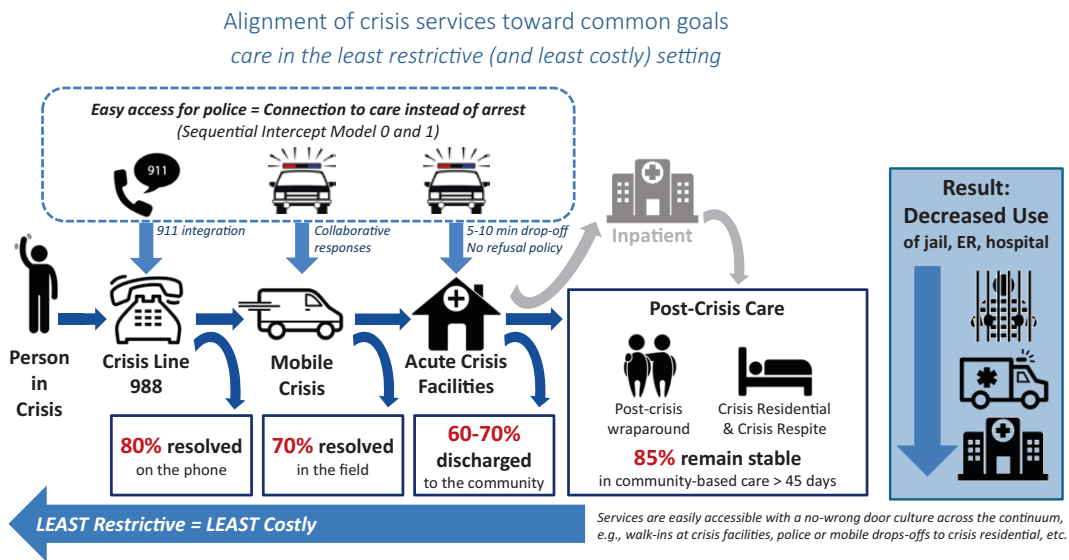 Alignment of crisis services toward common goals
care in the least restrictive (and least costly) setting
Easy access for police = Connection to care instead of arrest
(Sequential Intercept Model 0 and 1)
911
911 integration
Collaborative
responses
5-10 min drop-off
No refusal policy
Inpatient
Person
in
Crisis
Crisis Line
988
Mobile
Crisis
Acute Crisis
Facilities
80% resolved
on the phone
70% resolved
in the field
60-70%
discharged
to the community
Post-Crisis Care
Post-crisis
wraparound
Crisis Residential
& Crisis Respite
85% remain stable
in community-based care > 45 days
Result:
Decreased Use
of jail, ER, hospital
LEAST Restrictive = LEAST Costly
Services are easily accessible with a no-wrong door culture across the continuum,
e.g., walk-ins at crisis facilities, police or mobile drops-offs to crisis residential, etc.